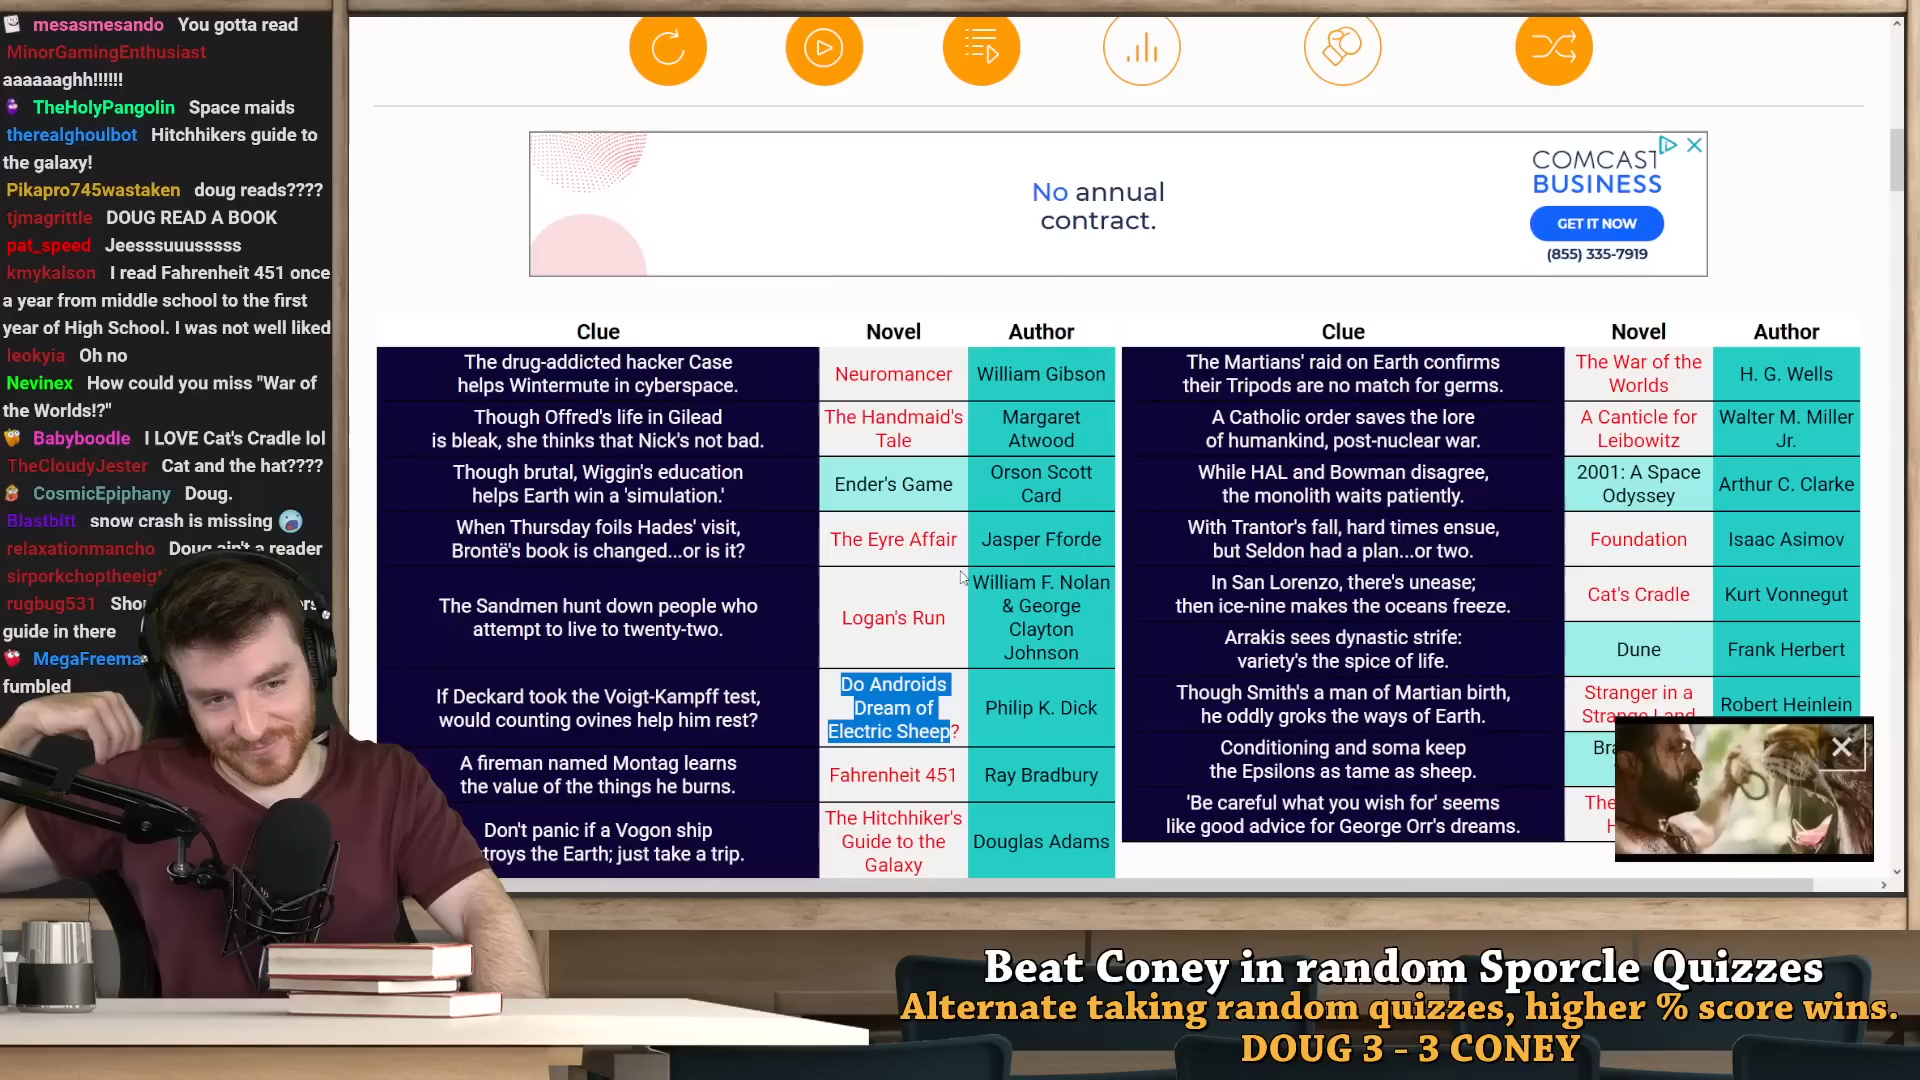 mesasmesando You gotta read
MinorGamingEnthusiast
aaaaaaghh!!!!!!
TheHolyPangolin Space maids
therealghoulbot Hitchhikers guide to
the galaxy!
Pikapro745wastaken doug reads????
tjmagrittle DOUG READ A BOOK
pat_speed Jeesssuuusssss
kmykalson I read Fahrenheit 451 once
a year from middle school to the first
year of High School. I was not well liked
leokyia Oh no
Nevinex How could you miss "War of
the Worlds!?"
Babyboodle I LOVE Cat's Cradle lol
TheCloudyJester Cat and the hat????
CosmicEpiphany Doug.
Blastbitt snow crash is missing
relaxationmancho Doug ain't a reader
sirporkchoptheeigt
rugbug531
guide in there
MegaFreema
fumbled
No annual
contract.
COMCAST
BUSINESS
GET IT NOW
(855) 335-7919
Clue Novel Author
The drug-addicted hacker Case
helps Wintermute in cyberspace.
Neuromancer
William Gibson
Though Offred's life in Gilead
is bleak, she thinks that Nick's not bad.
The Handmaid's
Tale
Margaret
Atwood
Though brutal, Wiggin's education
helps Earth win a 'simulation.'
Ender's Game
Orson Scott
Card
When Thursday foils Hades' visit,
Brontë's book is changed...or is it?
The Eyre Affair
Jasper Fforde
The Sandmen hunt down people who
attempt to live to twenty-two.
Logan's Run
William F. Nolan
& George
Clayton
Johnson
If Deckard took the Voigt-Kampff test,
would counting ovines help him rest?
Do Androids
Dream of
Electric Sheep?
Philip K. Dick
A fireman named Montag learns
the value of the things he burns.
Fahrenheit 451
Ray Bradbury
Don't panic if a Vogon ship
troys the Earth; just take a trip.
The Hitchhiker's
Guide to the
Galaxy
Douglas Adams
Clue Novel Author
The Martians' raid on Earth confirms
their Tripods are no match for germs.
The War of the
Worlds
H. G. Wells
A Catholic order saves the lore
of humankind, post-nuclear war.
A Canticle for
Leibowitz
Walter M. Miller
Jr.
While HAL and Bowman disagree,
the monolith waits patiently.
2001: A Space
Odyssey
Arthur C. Clarke
With Trantor's fall, hard times ensue,
but Seldon had a plan...or two.
Foundation
Isaac Asimov
In San Lorenzo, there's unease;
then ice-nine makes the oceans freeze.
Cat's Cradle
Kurt Vonnegut
Arrakis sees dynastic strife:
variety's the spice of life.
Dune
Frank Herbert
Though Smith's a man of Martian birth,
he oddly groks the ways of Earth.
Stranger in a
Strange Land
Robert Heinlein
Conditioning and soma keep
the Epsilons as tame as sheep.
Bra
'Be careful what you wish for' seems
like good advice for George Orr's dreams.
The
Beat Coney in random Sporcle Quizzes
Alternate taking random quizzes, higher % score wins.
DOUG 3 - 3 CONEY